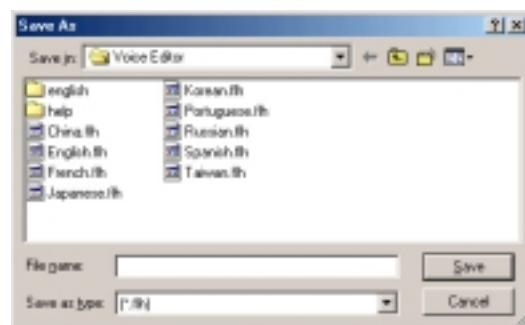 Save As
Save in: Voice Editor
english
help
China.flh
English.flh
French.flh
Japanese.flh
Korean.flh
Portuguese.flh
Russian.flh
Spanish.flh
Taiwan.flh
File name:
Save
Save as type: (*.flh)
Cancel